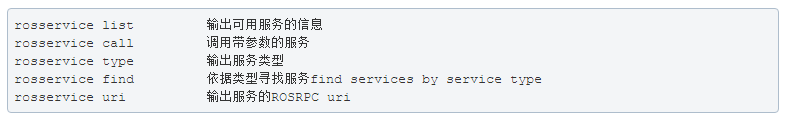 rosservice list 输出可用服务的信息
rosservice call 调用带参数的服务
rosservice type 输出服务类型
rosservice find 依据类型寻找服务find services by service type
rosservice uri 输出服务的ROSRPC uri